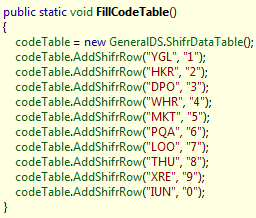 public static void FillCodeTable()
{
codeTable = new GeneralDS.ShifrDataTable();
codeTable.AddShifrRow("YGL", "1");
codeTable.AddShifrRow("HKR", "2");
codeTable.AddShifrRow("DPO", "3");
codeTable.AddShifrRow("WHR", "4");
codeTable.AddShifrRow("MKT", "5");
codeTable.AddShifrRow("PQA", "6");
codeTable.AddShifrRow("LOO", "7");
codeTable.AddShifrRow("THU", "8");
codeTable.AddShifrRow("XRE", "9");
codeTable.AddShifrRow("IUN", "0");
}